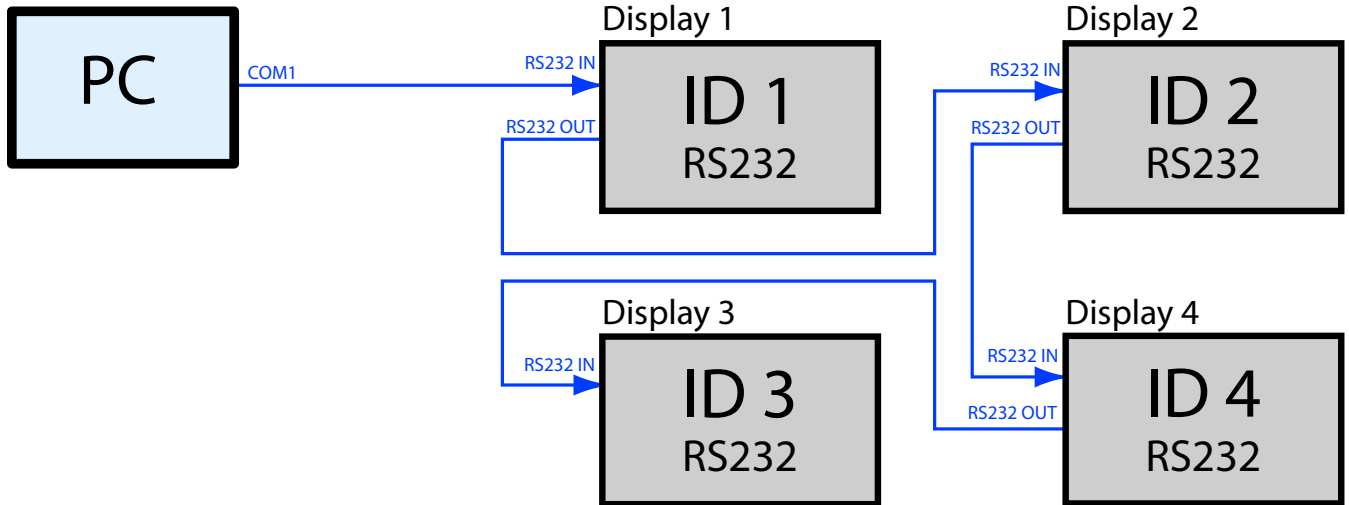 PC
COM1
Display 1
RS232 IN
RS232 OUT
ID 1
RS232
Display 2
RS232 IN
RS232 OUT
ID 2
RS232
Display 3
RS232 IN
ID 3
RS232
Display 4
RS232 IN
RS232 OUT
ID 4
RS232